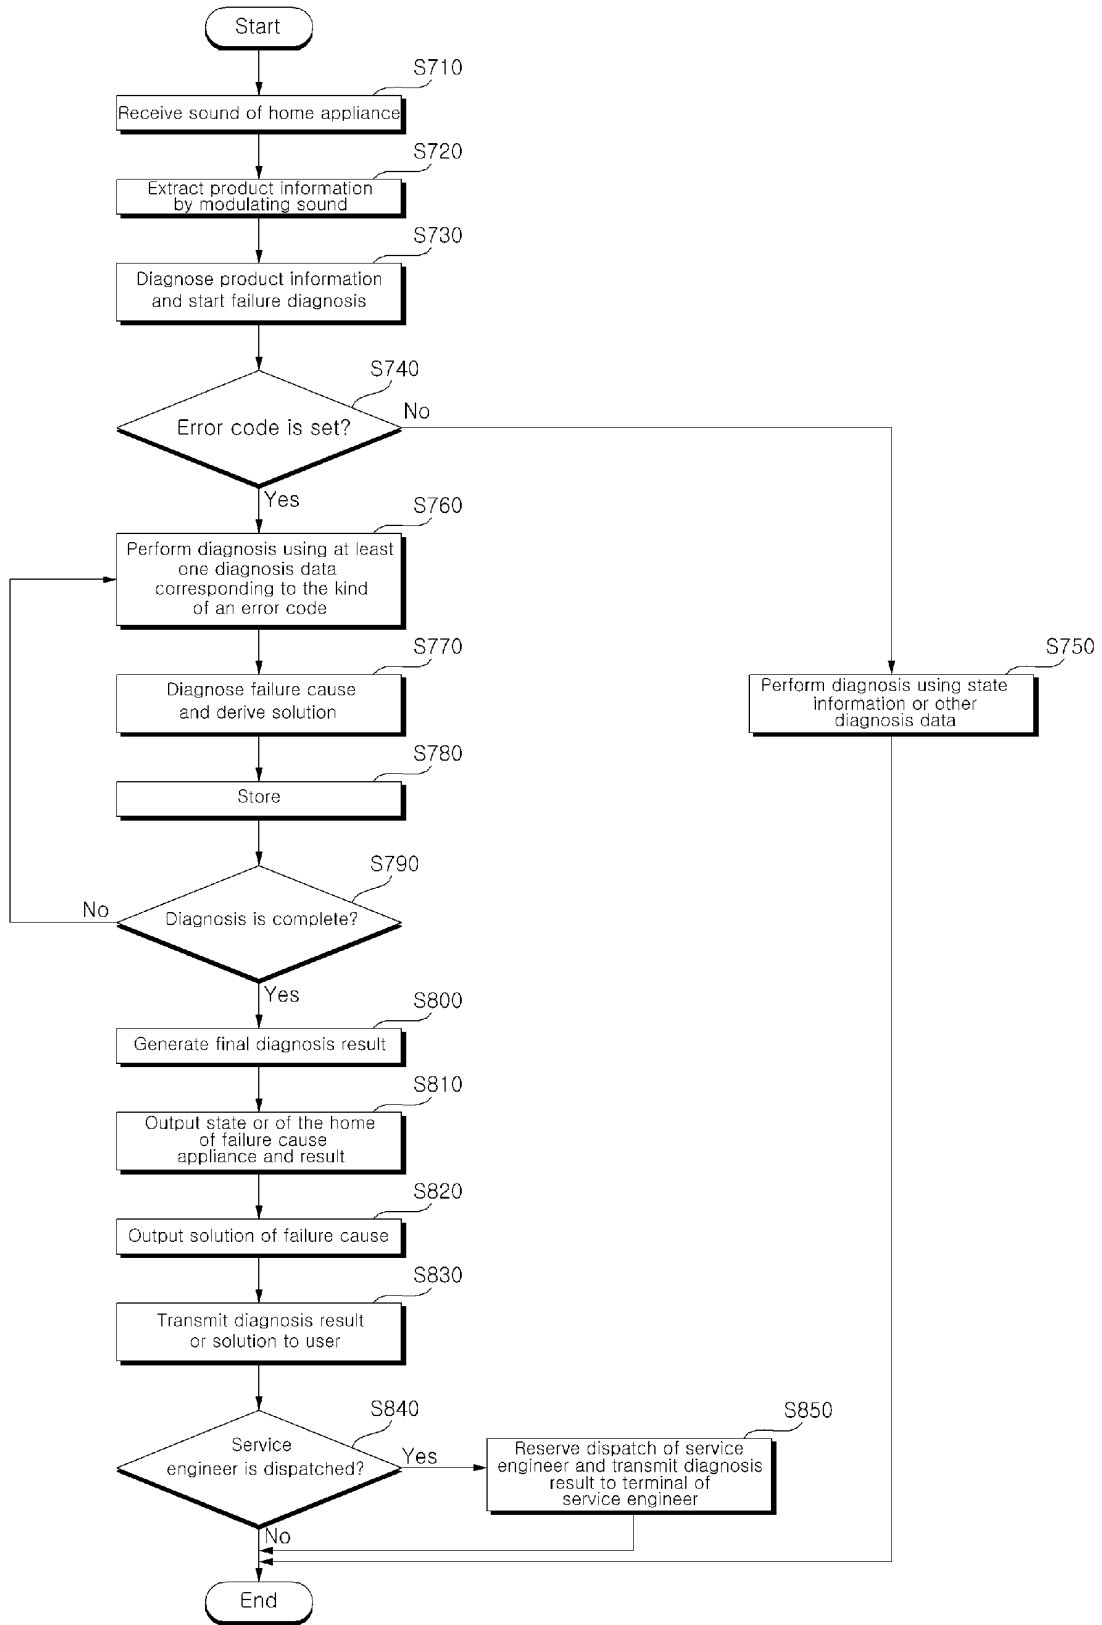 Start
S710
Receive sound of home appliance
S720
Extract product information
by modulating sound
S730
Diagnose product information
and start failure diagnosis
S740
Error code is set?
No
Yes
S760
Perform diagnosis using at least
one diagnosis data
corresponding to the kind
of an error code
S770
Diagnose failure cause
and derive solution
S750
Perform diagnosis using state
information or other
diagnosis data
S780
Store
S790
Diagnosis is complete?
No
Yes
S800
Generate final diagnosis result
S810
Output state or of the home
of failure cause
appliance and result
S820
Output solution of failure cause
S830
Transmit diagnosis result
or solution to user
S840
Service
engineer is dispatched?
Yes
No
S850
Reserve dispatch of service
engineer and transmit diagnosis
result to terminal of
service engineer
End